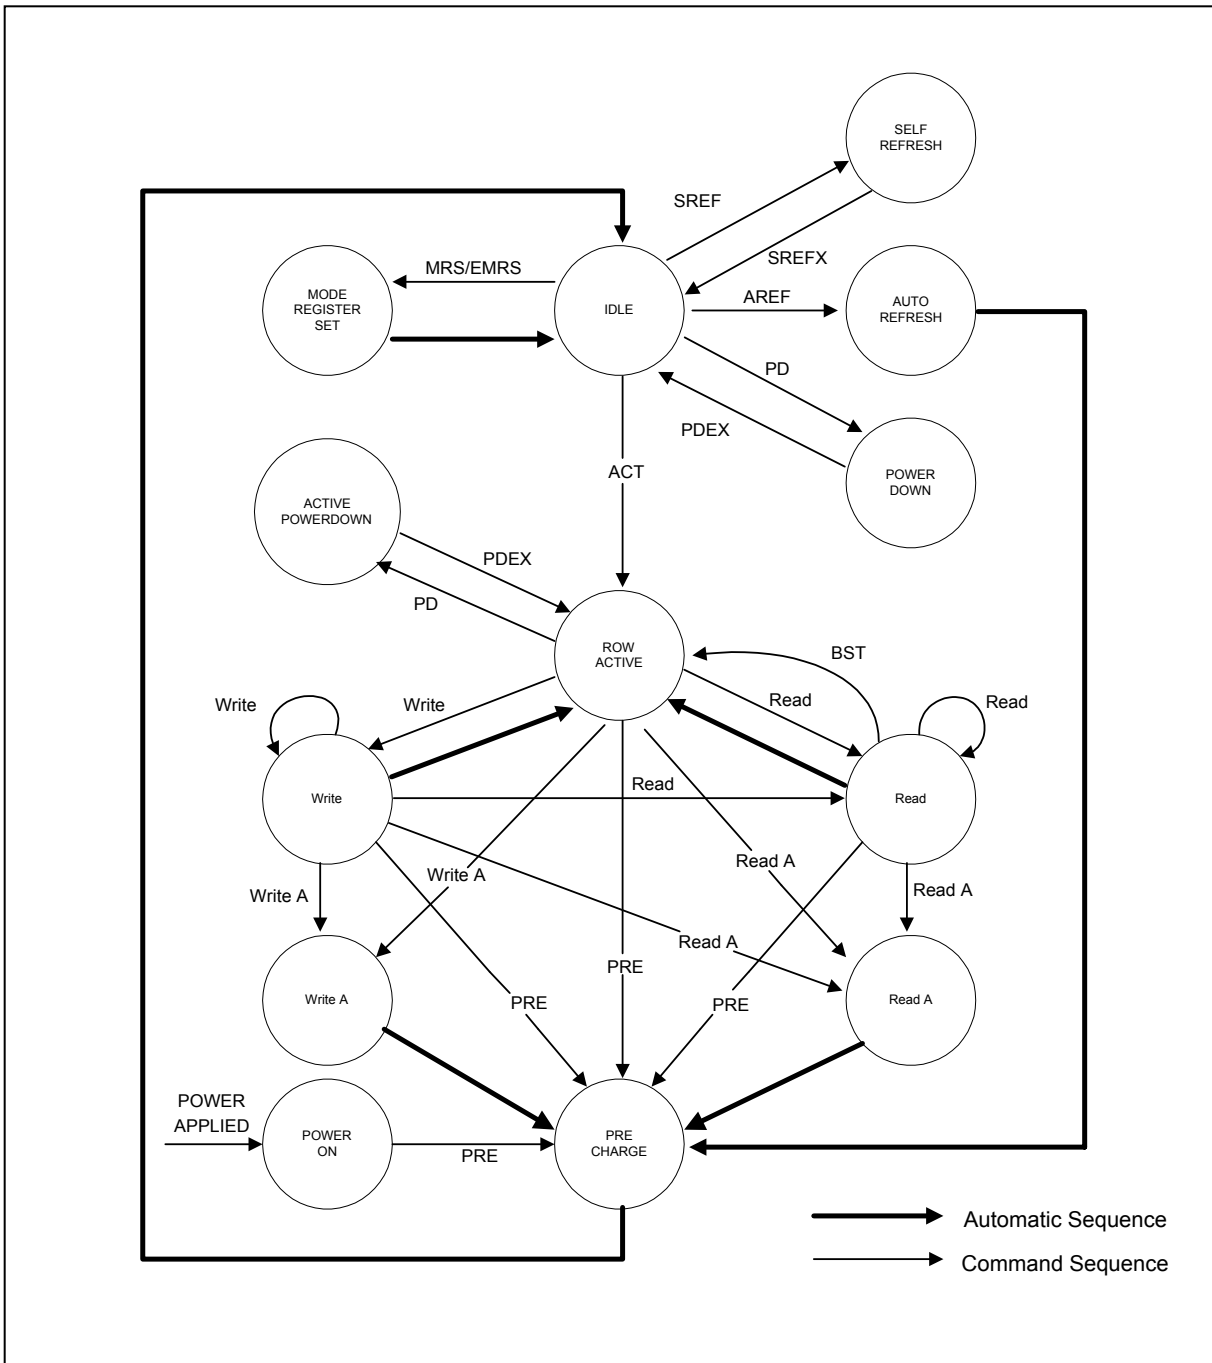 SELF
REFRESH
SREF
SREFX
MRS/EMRS
MODE
REGISTER
SET
IDLE
AREF
AUTO
REFRESH
PD
PDEX
POWER
DOWN
ACT
ACTIVE
POWERDOWN
PDEX
PD
ROW
ACTIVE
BST
Write
Write
Read
Read
Write
Read
Read
Write A
Write A
Read A
Read A
Read A
PRE
PRE
PRE
Write A
Read A
POWER
APPLIED
POWER
ON
PRE
PRE
CHARGE
Automatic Sequence
Command Sequence